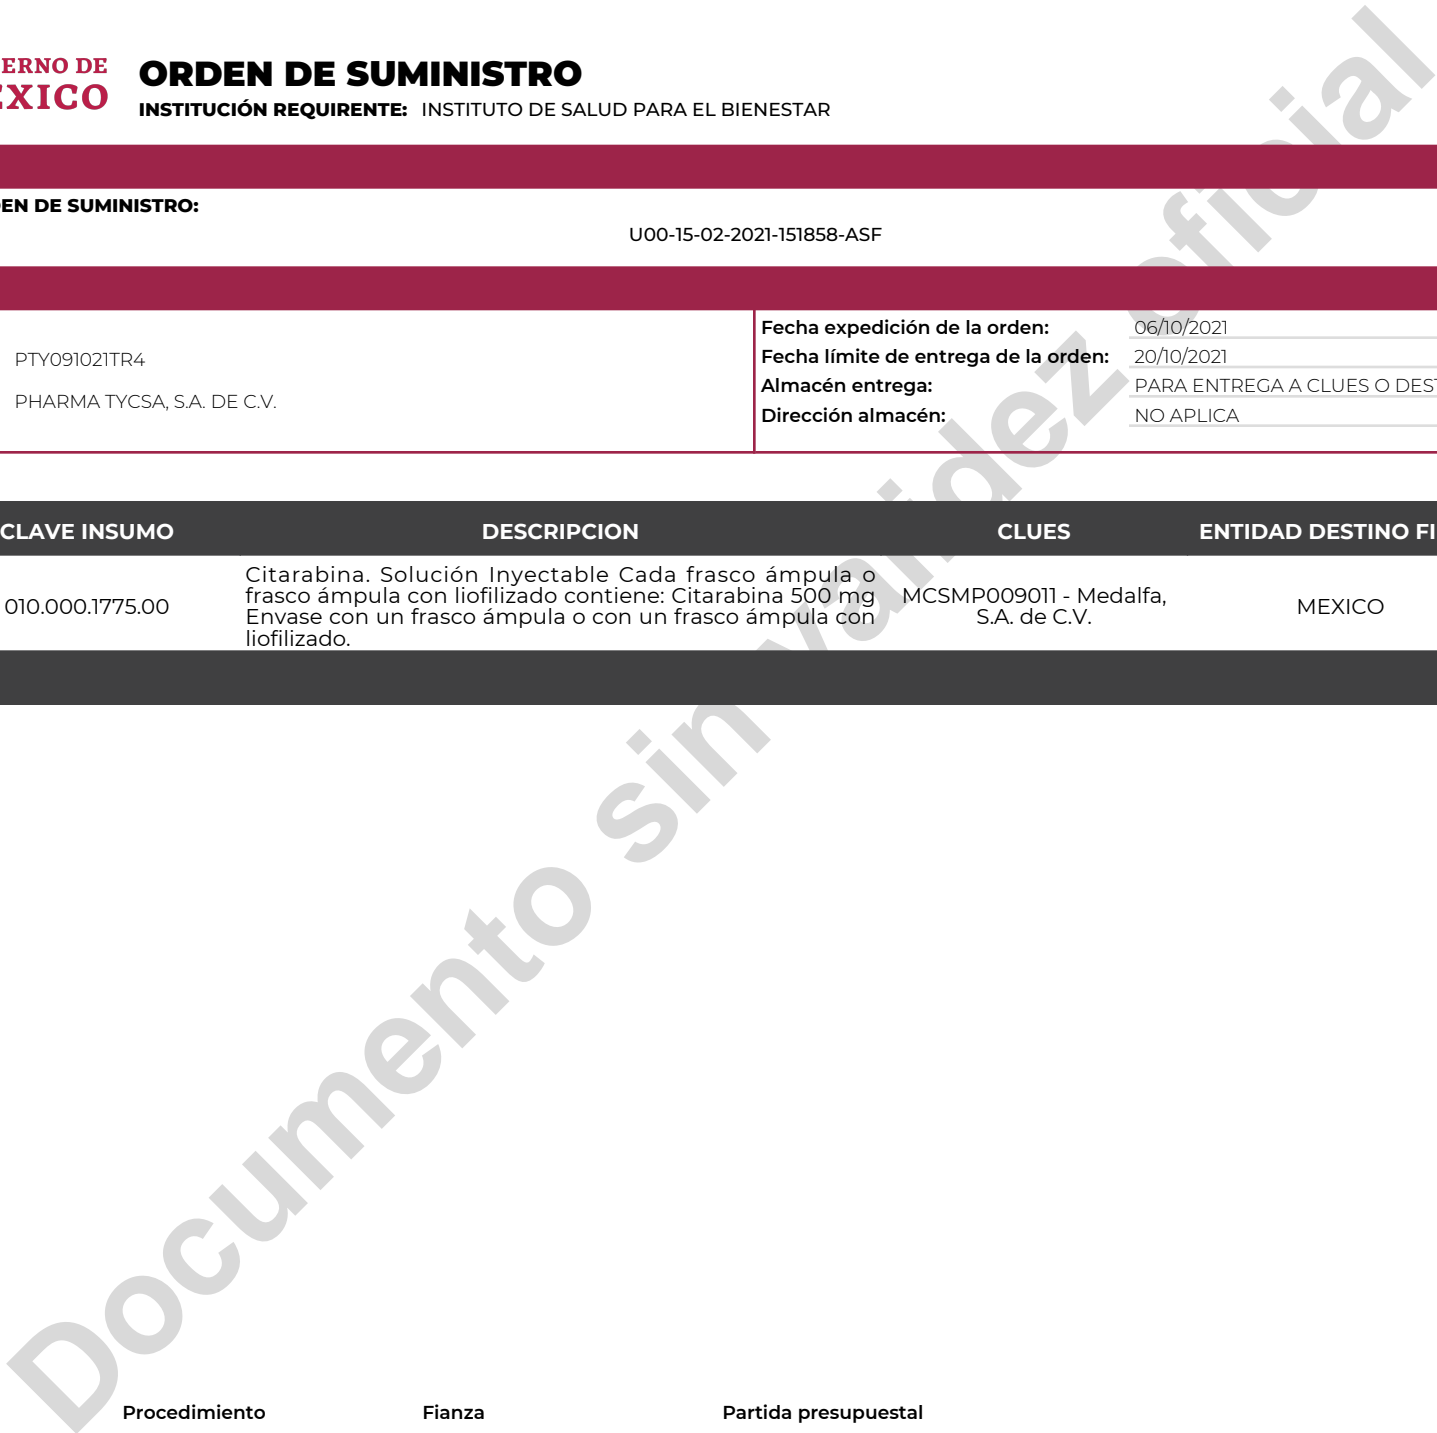 ERNO DE
EXICO
ORDEN DE SUMINISTRO
INSTITUCIÓN REQUIRENTE: INSTITUTO DE SALUD PARA EL BIENESTAR
EN DE SUMINISTRO:
U00-15-02-2021-151858-ASF
PTY091021TR4
PHARMA TYCSA, S.A. DE C.V.
Fecha expedición de la orden: 06/10/2021
Fecha límite de entrega de la orden: 20/10/2021
Almacén entrega: PARA ENTREGA A CLUES O DEST
Dirección almacén: NO APLICA
CLAVE INSUMO DESCRIPCION CLUES ENTIDAD DESTINO FI
010.000.1775.00
Citarabina. Solución Inyectable Cada frasco ámpula o
frasco ámpula con liofilizado contiene: Citarabina 500 mg
Envase con un frasco ámpula o con un frasco ámpula con
liofilizado.
MCSMP009011 - Medalfa,
S.A. de C.V.
MEXICO
Documento sin validez oficial
Procedimiento Fianza Partida presupuestal